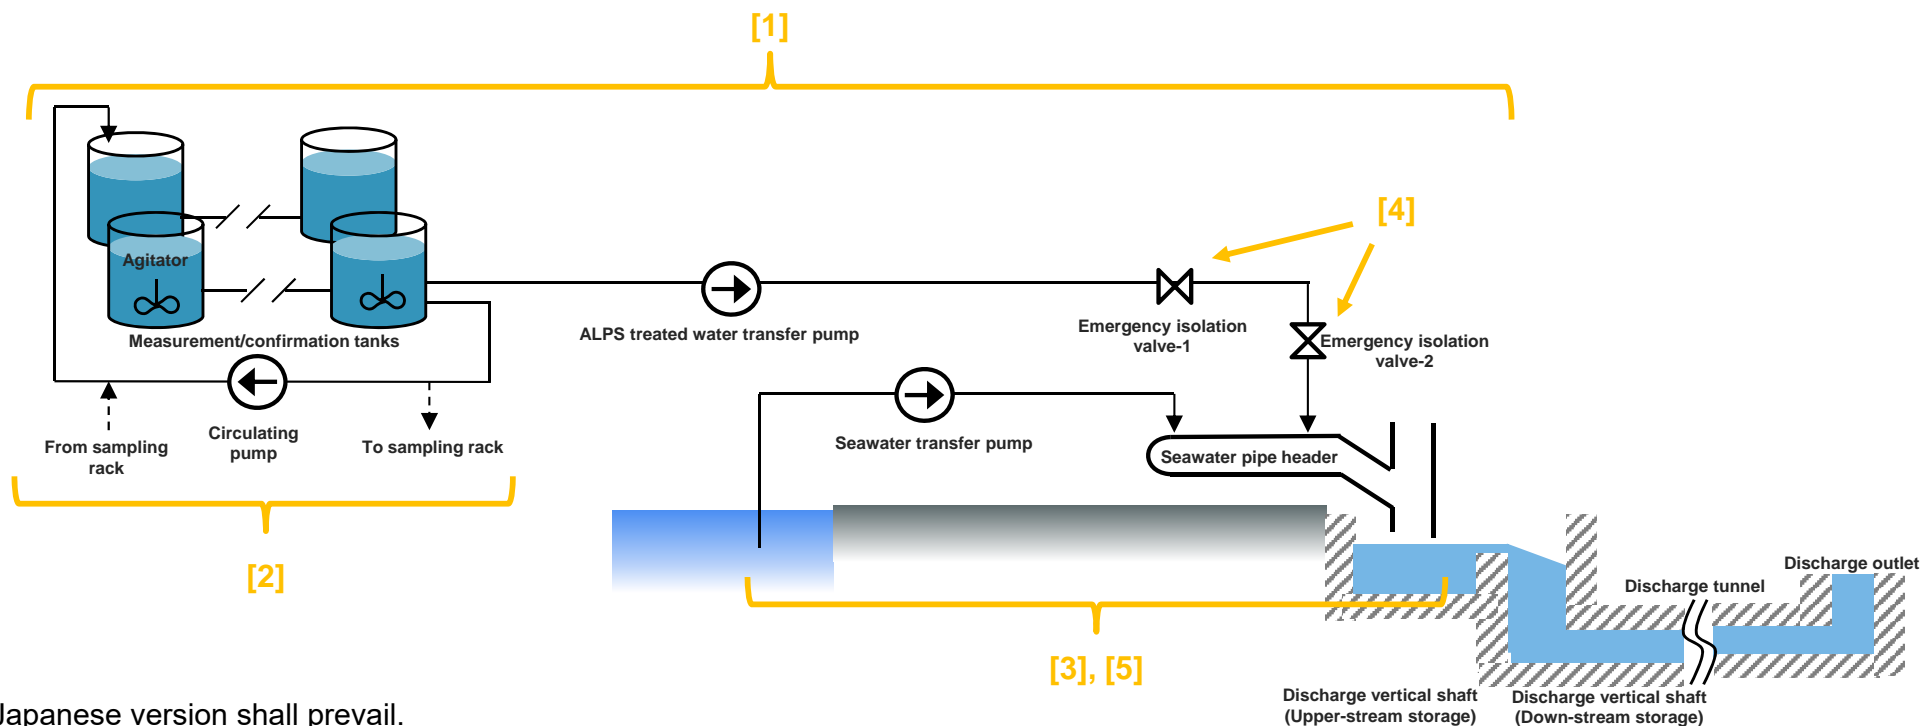 [1]
[4]
Agitator
Measurement/confirmation tanks
ALPS treated water transfer pump
Emergency isolation
valve-1
Emergency isolation
valve-2
From sampling
rack
Circulating
pump
To sampling rack
Seawater transfer pump
Seawater pipe header
[2]
[3], [5]
Discharge outlet
Discharge tunnel
Discharge vertical shaft
(Upper-stream storage)
Discharge vertical shaft
(Down-stream storage)
Japanese version shall prevail.